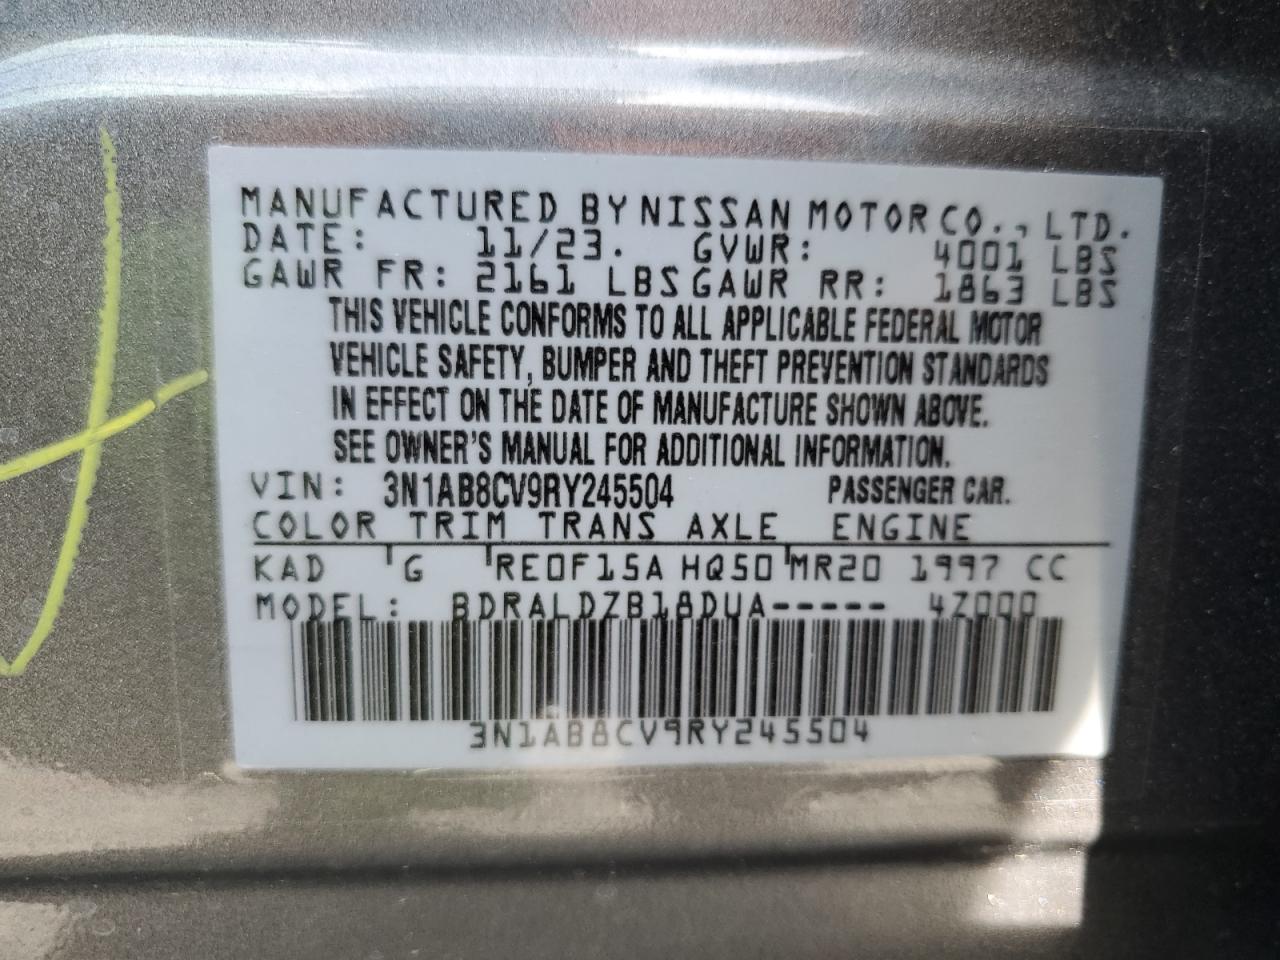 MANUFACTURED BY NISSAN MOTOR CO., LTD.
DATE: 11/23. GVWR: 4001 LBS
GAWR FR: 2161 LBS GAWR RR: 1863 LBS
THIS VEHICLE CONFORMS TO ALL APPLICABLE FEDERAL MOTOR
VEHICLE SAFETY, BUMPER AND THEFT PREVENTION STANDARDS
IN EFFECT ON THE DATE OF MANUFACTURE SHOWN ABOVE.
SEE OWNER'S MANUAL FOR ADDITIONAL INFORMATION.
VIN: 3N1AB8CV9RY245504 PASSENGER CAR.
COLOR TRIM TRANS AXLE ENGINE
KAD G RE0F15A HQ50 MR20 1997 CC
MODEL: BDRALDZB18DUA----- 4Z000
3N1AB8CV9RY245504